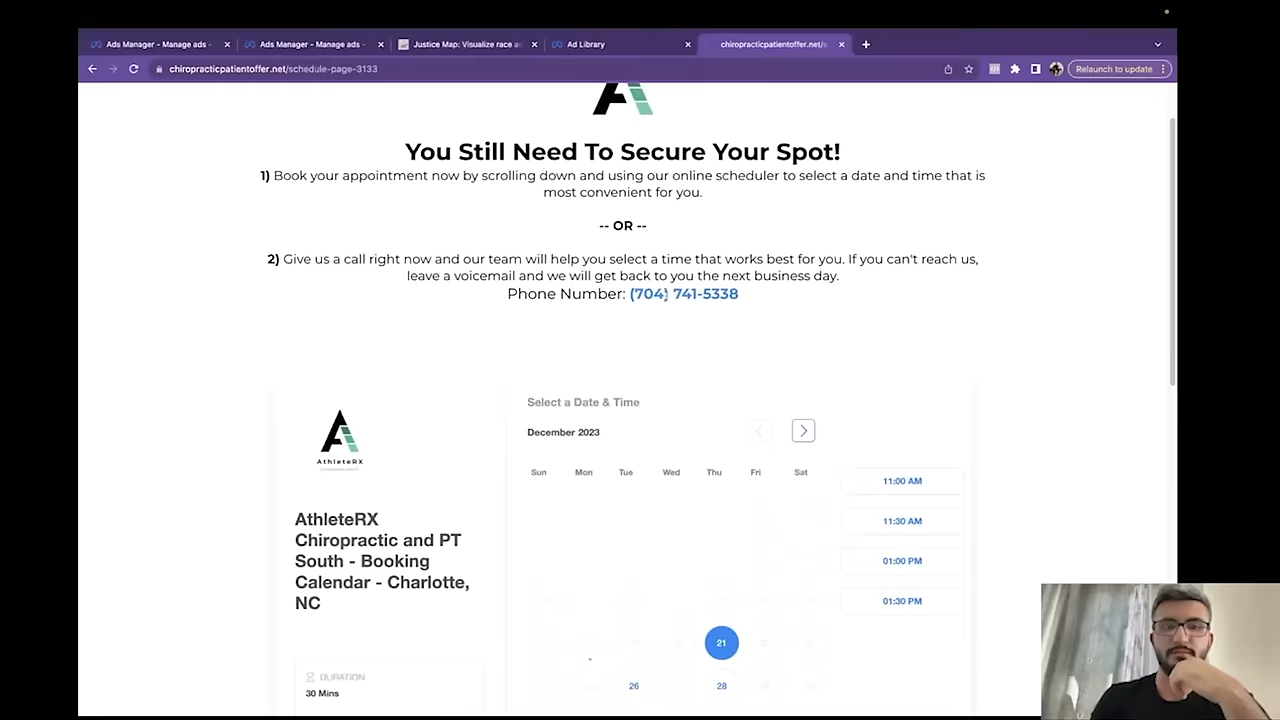 Ads Manager - Manage ads -
Ads Manager - Manage ads -
Justice Map: Visualize race a
Ad Library
chiropracticpatientoffer.net/s
chiropracticpatientoffer.net/schedule-page-3133
Relaunch to update
You Still Need To Secure Your Spot!
1) Book your appointment now by scrolling down and using our online scheduler to select a date and time that is
most convenient for you.
-- OR --
2) Give us a call right now and our team will help you select a time that works best for you. If you can't reach us,
leave a voicemail and we will get back to you the next business day.
Phone Number: (704) 741-5338
AthleteRX
AthleteRX
Chiropractic and PT
South - Booking
Calendar - Charlotte,
NC
DURATION
30 Mins
Select a Date & Time
December 2023
Sun Mon Tue Wed Thu Fri Sat
21
26 28
11:00 AM
11:30 AM
01:00 PM
01:30 PM